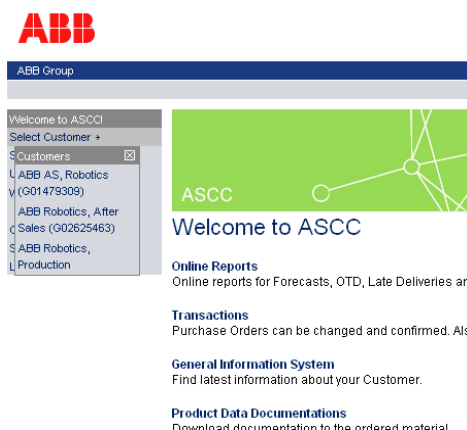 ABB
ABB Group
Welcome to ASCC!
Select Customer
Customers
ABB AS, Robotics
(G01479309)
ABB Robotics, After
Sales (G02625463)
ABB Robotics,
Production
ASCC
Welcome to ASCC
Online Reports
Online reports for Forecasts, OTD, Late Deliveries
Transactions
Purchase Orders can be changed and confirmed.
General Information System
Find latest information about your Customer.
Product Data Documentations
Download documentation to the ordered material